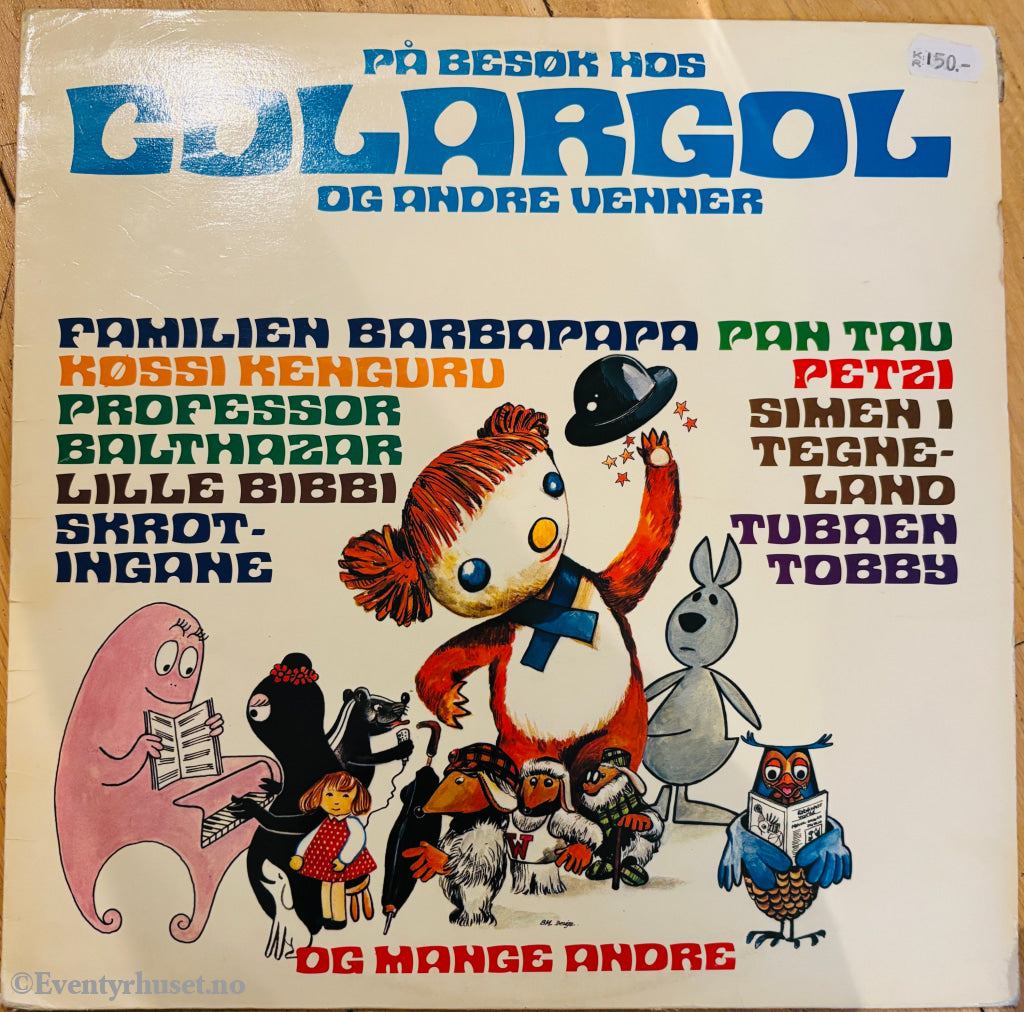 PÅ BESØK HOS
COLARGOL
OG ANDRE VENNER
150.-
FAMILIEN BARBAPAPA
KØSSI KENGURU
PROFESSOR
BALTHAZAR
LILLE BIBBI
SKROT-
INGANE
PAN TAU
PETZI
SIMEN I
TEGNE-
LAND
TUBAEN
TOBBY
W
OG MANGE ANDRE
©Eventyrhuset.no